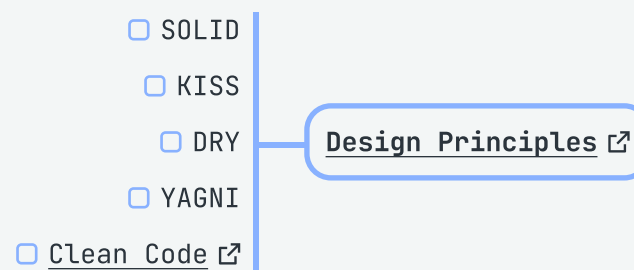 SOLID
KISS
DRY
Design Principles
YAGNI
Clean Code